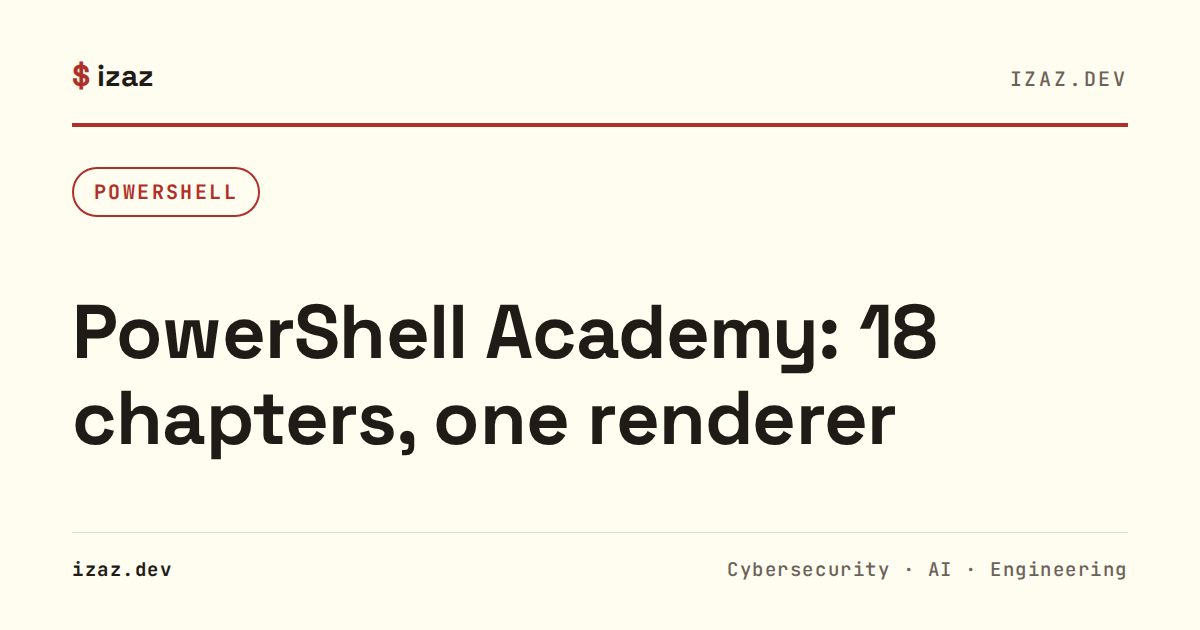 $ izaz
IZAZ.DEV
POWERSHELL
PowerShell Academy: 18
chapters, one renderer
izaz.dev
Cybersecurity · AI · Engineering